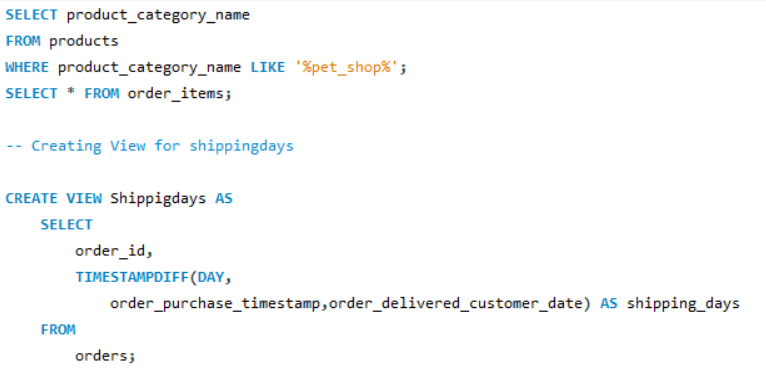 SELECT product_category_name
FROM products
WHERE product_category_name LIKE '%pet_shop%';
SELECT * FROM order_items;
-- Creating View for shippingdays
CREATE VIEW Shippigdays AS
SELECT
order_id,
TIMESTAMPDIFF(DAY,
order_purchase_timestamp,order_delivered_customer_date) AS shipping_days
FROM
orders;